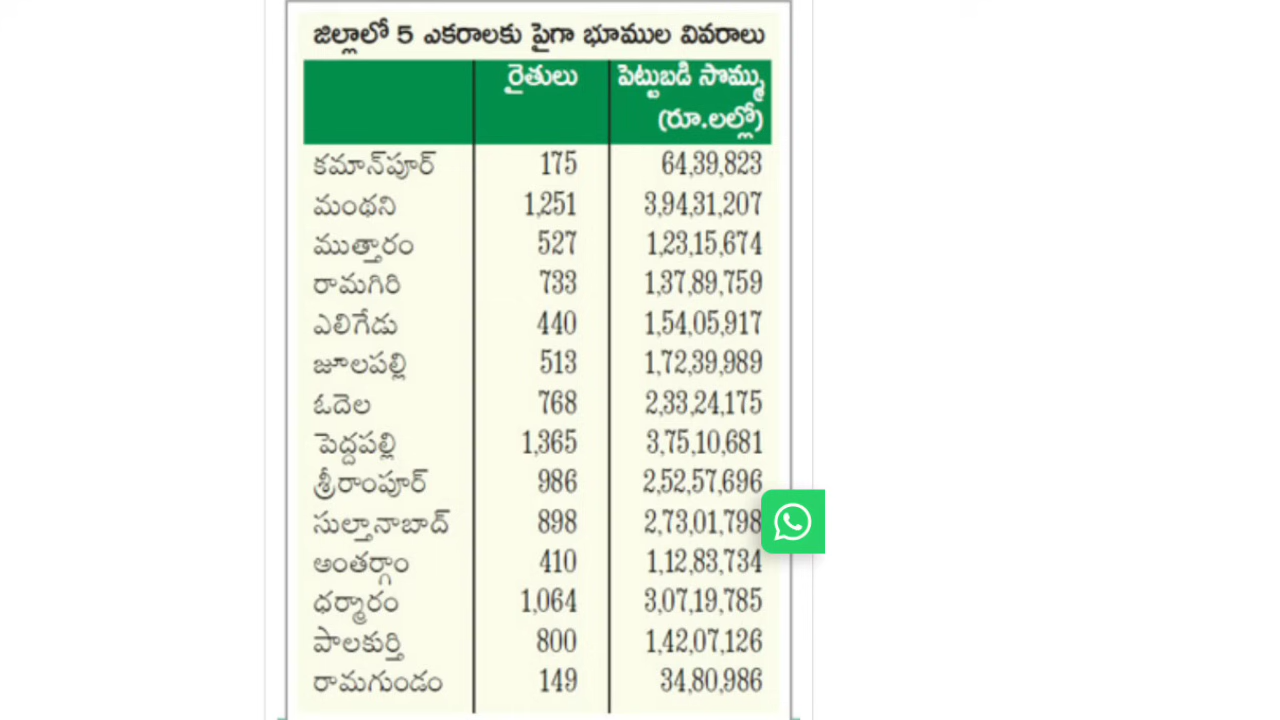 జిల్లాలో 5 ఎకరాలకు పైగా భూముల వివరాలు
రైతులు పెట్టుబడి సొమ్ము
(రూ.లల్లో)
కమాన్‌పూర్ 175 64,39,823
మంథని 1,251 3,94,31,207
ముత్తారం 527 1,23,15,674
రామగిరి 733 1,37,89,759
ఎలిగేడు 440 1,54,05,917
జూలపల్లి 513 1,72,39,989
ఓదెల 768 2,33,24,175
పెద్దపల్లి 1,365 3,75,10,681
శ్రీరాంపూర్ 986 2,52,57,696
సుల్తానాబాద్ 898 2,73,01,798
అంతర్గాం 410 1,12,83,734
ధర్మారం 1,064 3,07,19,785
పాలకుర్తి 800 1,42,07,126
రామగుండం 149 34,80,986